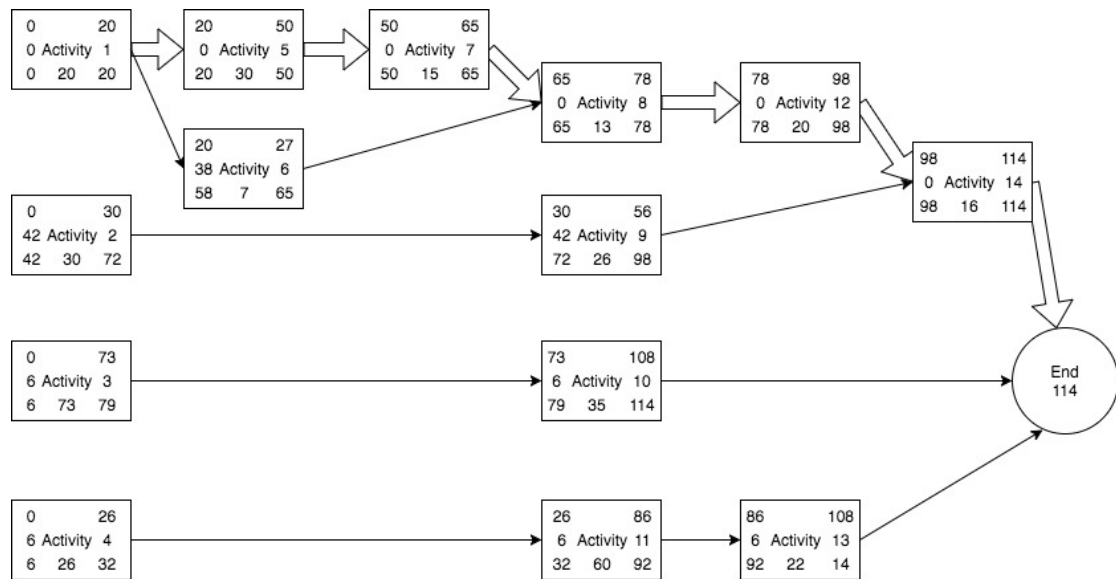 0 20
0 Activity 1
0 20 20
20 50
0 Activity 5
20 30 50
50 65
0 Activity 7
50 15 65
65 78
0 Activity 8
65 13 78
78 98
0 Activity 12
78 20 98
20 27
38 Activity 6
58 7 65
98 114
0 Activity 14
98 16 114
0 30
42 Activity 2
42 30 72
30 56
42 Activity 9
72 26 98
0 73
6 Activity 3
6 73 79
73 108
6 Activity 10
79 35 114
End
114
0 26
6 Activity 4
6 26 32
26 86
6 Activity 11
32 60 92
86 108
6 Activity 13
92 22 14